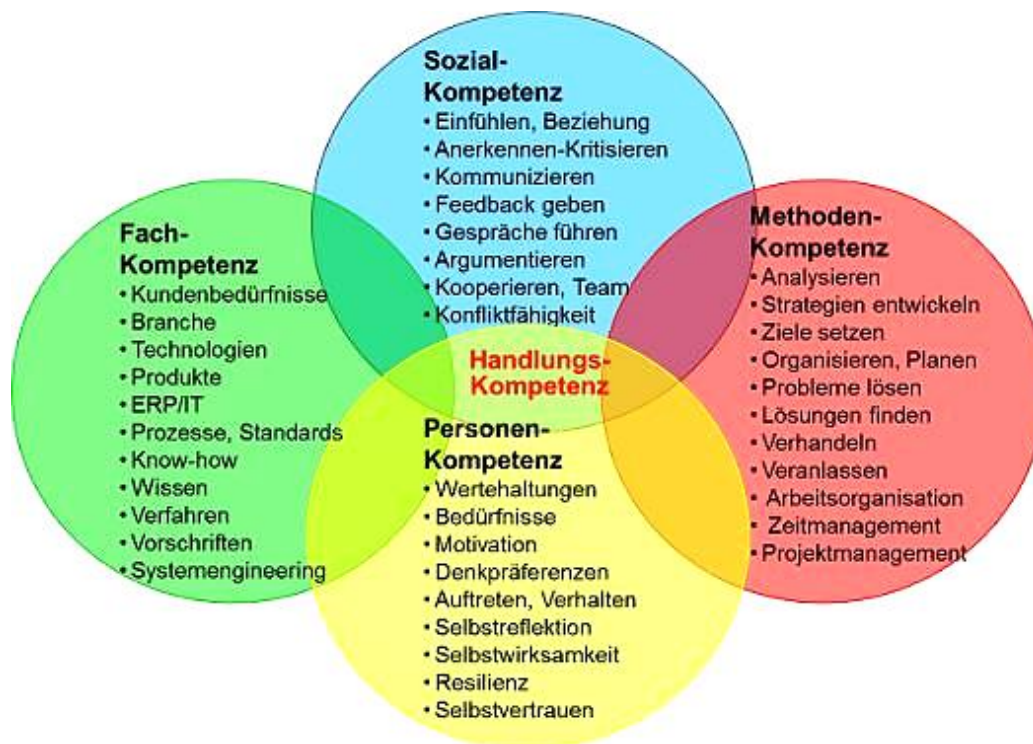 Sozial-
Kompetenz
• Einfühlen, Beziehung
• Anerkennen-Kritisieren
• Kommunizieren
• Feedback geben
• Gespräche führen
• Argumentieren
• Kooperieren, Team
• Konfliktfähigkeit
Fach-
Kompetenz
• Kundenbedürfnisse
• Branche
• Technologien
• Produkte
• ERP/IT
• Prozesse, Standards
• Know-how
• Wissen
• Verfahren
• Vorschriften
• Systemengineering
Methoden-
Kompetenz
• Analysieren
• Strategien entwickeln
• Ziele setzen
• Organisieren, Planen
• Probleme lösen
• Lösungen finden
• Verhandeln
• Veranlassen
• Arbeitsorganisation
• Zeitmanagement
• Projektmanagement
Handlungs-
Kompetenz
Personen-
Kompetenz
• Wertehaltungen
• Bedürfnisse
• Motivation
• Denkpräferenzen
• Auftreten, Verhalten
• Selbstreflektion
• Selbstwirksamkeit
• Resilienz
• Selbstvertrauen